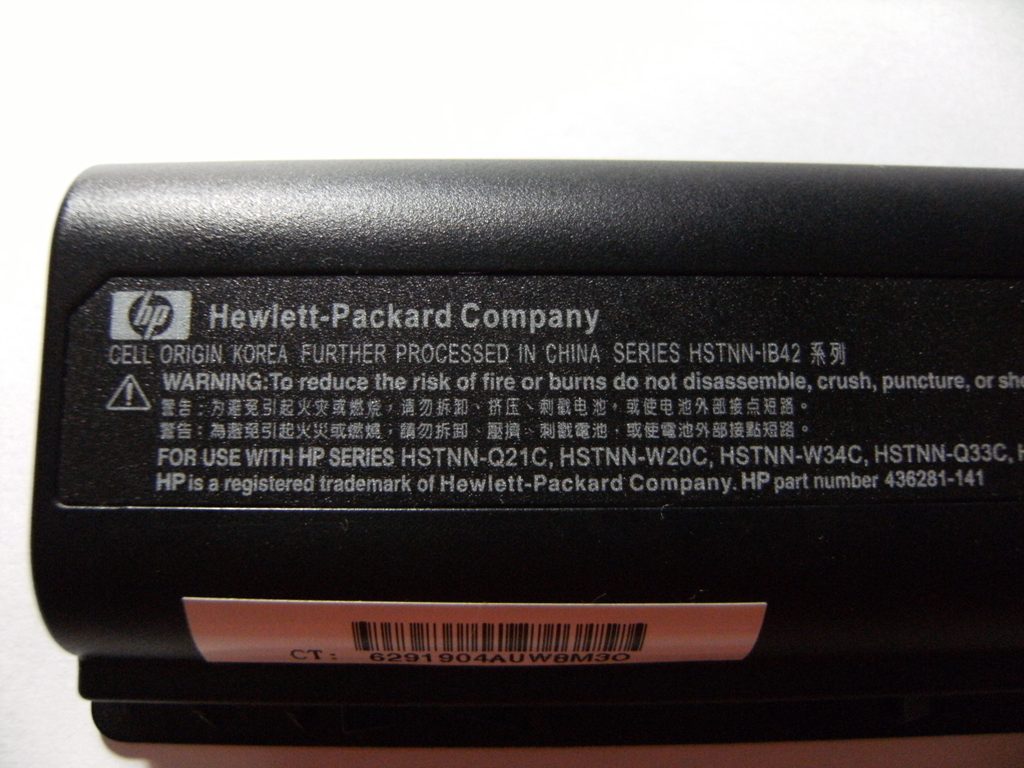 hp Hewlett-Packard Company
CELL ORIGIN KOREA FURTHER PROCESSED IN CHINA SERIES HSTNN-IB42 系列
WARNING:To reduce the risk of fire or burns do not disassemble, crush, puncture, or
警告：为避免引起火灾或燃烧，请勿拆卸、挤压、刺戳电池，或使电池外部接点短路。
警告：為避免引起火災或燃燒，請勿拆卸、壓擠、刺戳電池，或使電池外部接點短路。
FOR USE WITH HP SERIES HSTNN-Q21C, HSTNN-W20C, HSTNN-W34C, HSTNN-Q33C,
HP is a registered trademark of Hewlett-Packard Company. HP part number 436281-141
CT: 6291904AUW8M3O